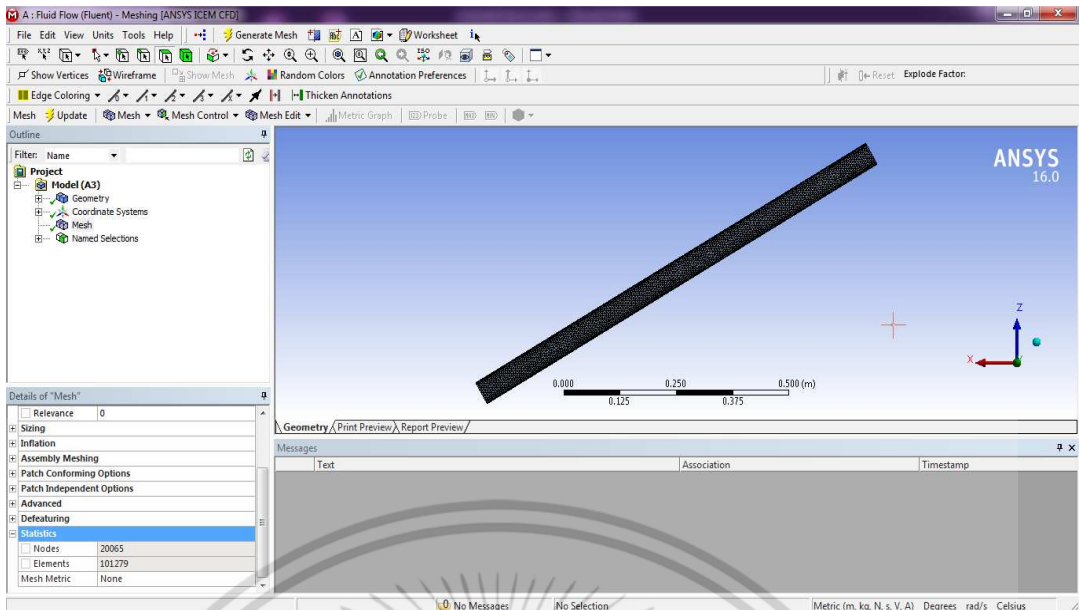 A : Fluid Flow (Fluent) - Meshing [ANSYS ICEM CFD]
File Edit View Units Tools Help Generate Mesh A Worksheet
Show Vertices Wireframe Show Mesh Random Colors Annotation Preferences Reset Explode Factor:
Edge Coloring Thicken Annotations
Mesh Update Mesh Mesh Control Mesh Edit Metric Graph Probe
Outline
Filter: Name
Project
Model (A3)
Geometry
Coordinate Systems
Mesh
Named Selections
ANSYS
16.0
Z
X
0.000 0.250 0.500 (m)
0.125 0.375
Geometry Print Preview Report Preview
Details of "Mesh"
Relevance 0
Sizing
Inflation
Assembly Meshing
Patch Conforming Options
Patch Independent Options
Advanced
Defeaturing
Statistics
Nodes 20065
Elements 101279
Mesh Metric None
Messages
Text Association Timestamp
0 No Messages No Selection Metric (m, kg, N, s, V, A) Degrees rad/s Celsius